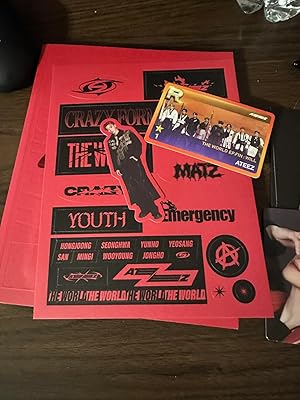 CRAZY FORM
R
THE WORLD EP.FIN : WILL
ATEEZ
THE W
MATZ
CRAZY
YOUTH
Emergency
HONGJOONG SEONGHWA YUNHO YEOSANG
SAN MINGI WOOYOUNG JONGHO
ATEEZ
THE WORLD THE WORLD THE WORLD THE WORLD